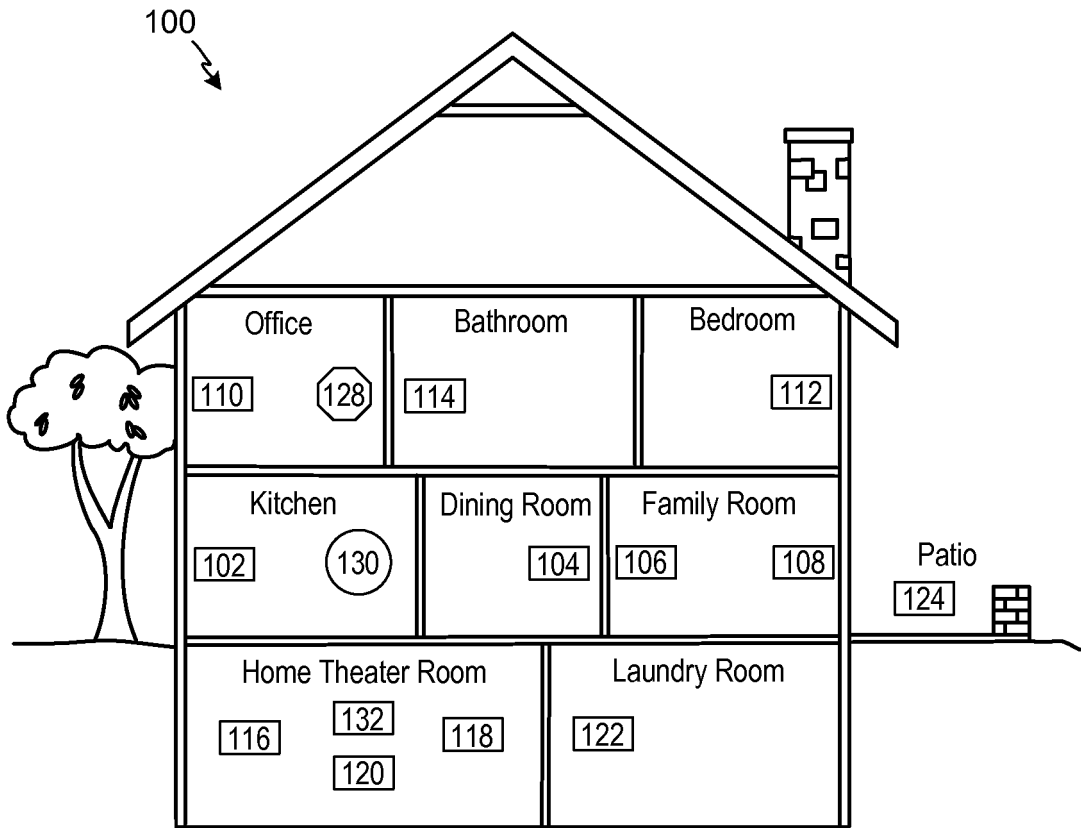 100
Office
Bathroom
Bedroom
110
128
114
112
Kitchen
Dining Room
Family Room
102
130
104
106
108
Patio
124
Home Theater Room
Laundry Room
116
132
118
122
120